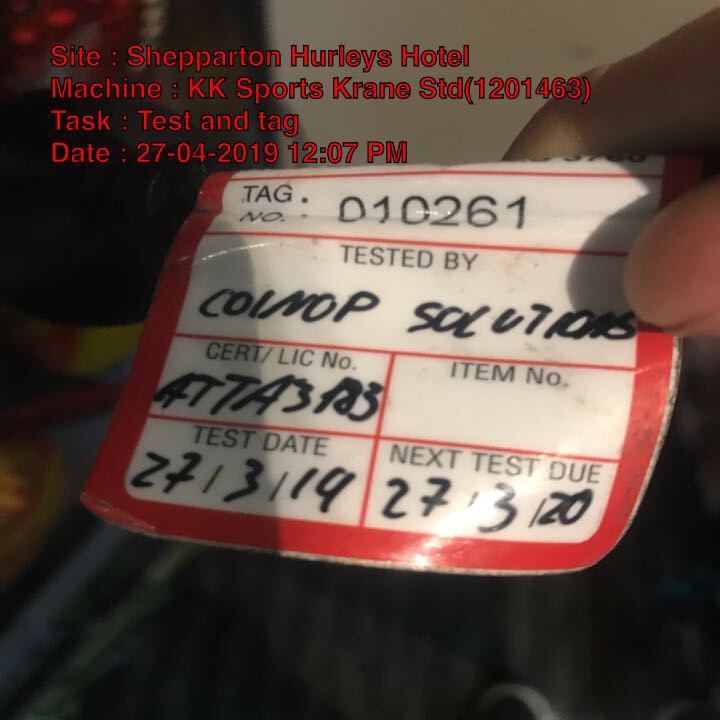 Site : Shepparton Hurleys Hotel
Machine : KK Sports Krane Std(1201463)
Task : Test and tag
Date : 27-04-2019 12:07 PM
TAG NO. : 010261
TESTED BY
COINOP SOLUTIONS
CERT/ LIC No.
ITEM No.
TEST DATE
27/3/19
NEXT TEST DUE
27/3/20